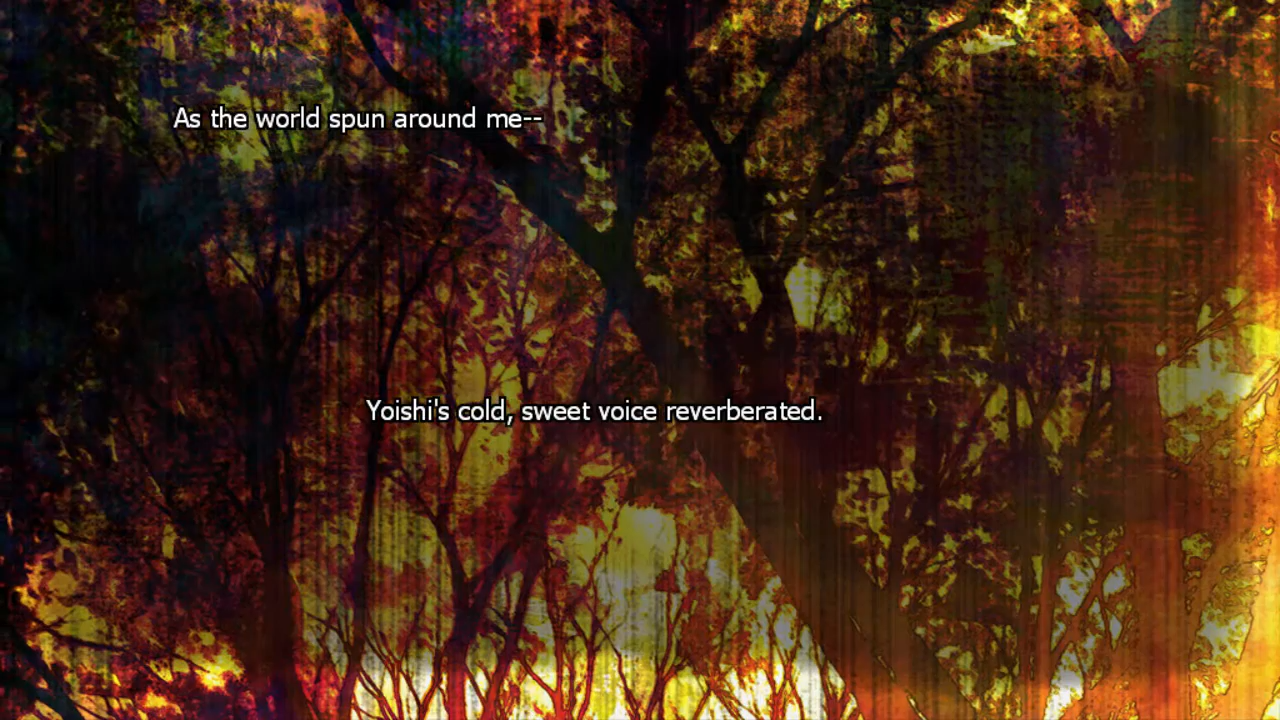 As the world spun around me--
Yoishi's cold, sweet voice reverberated.